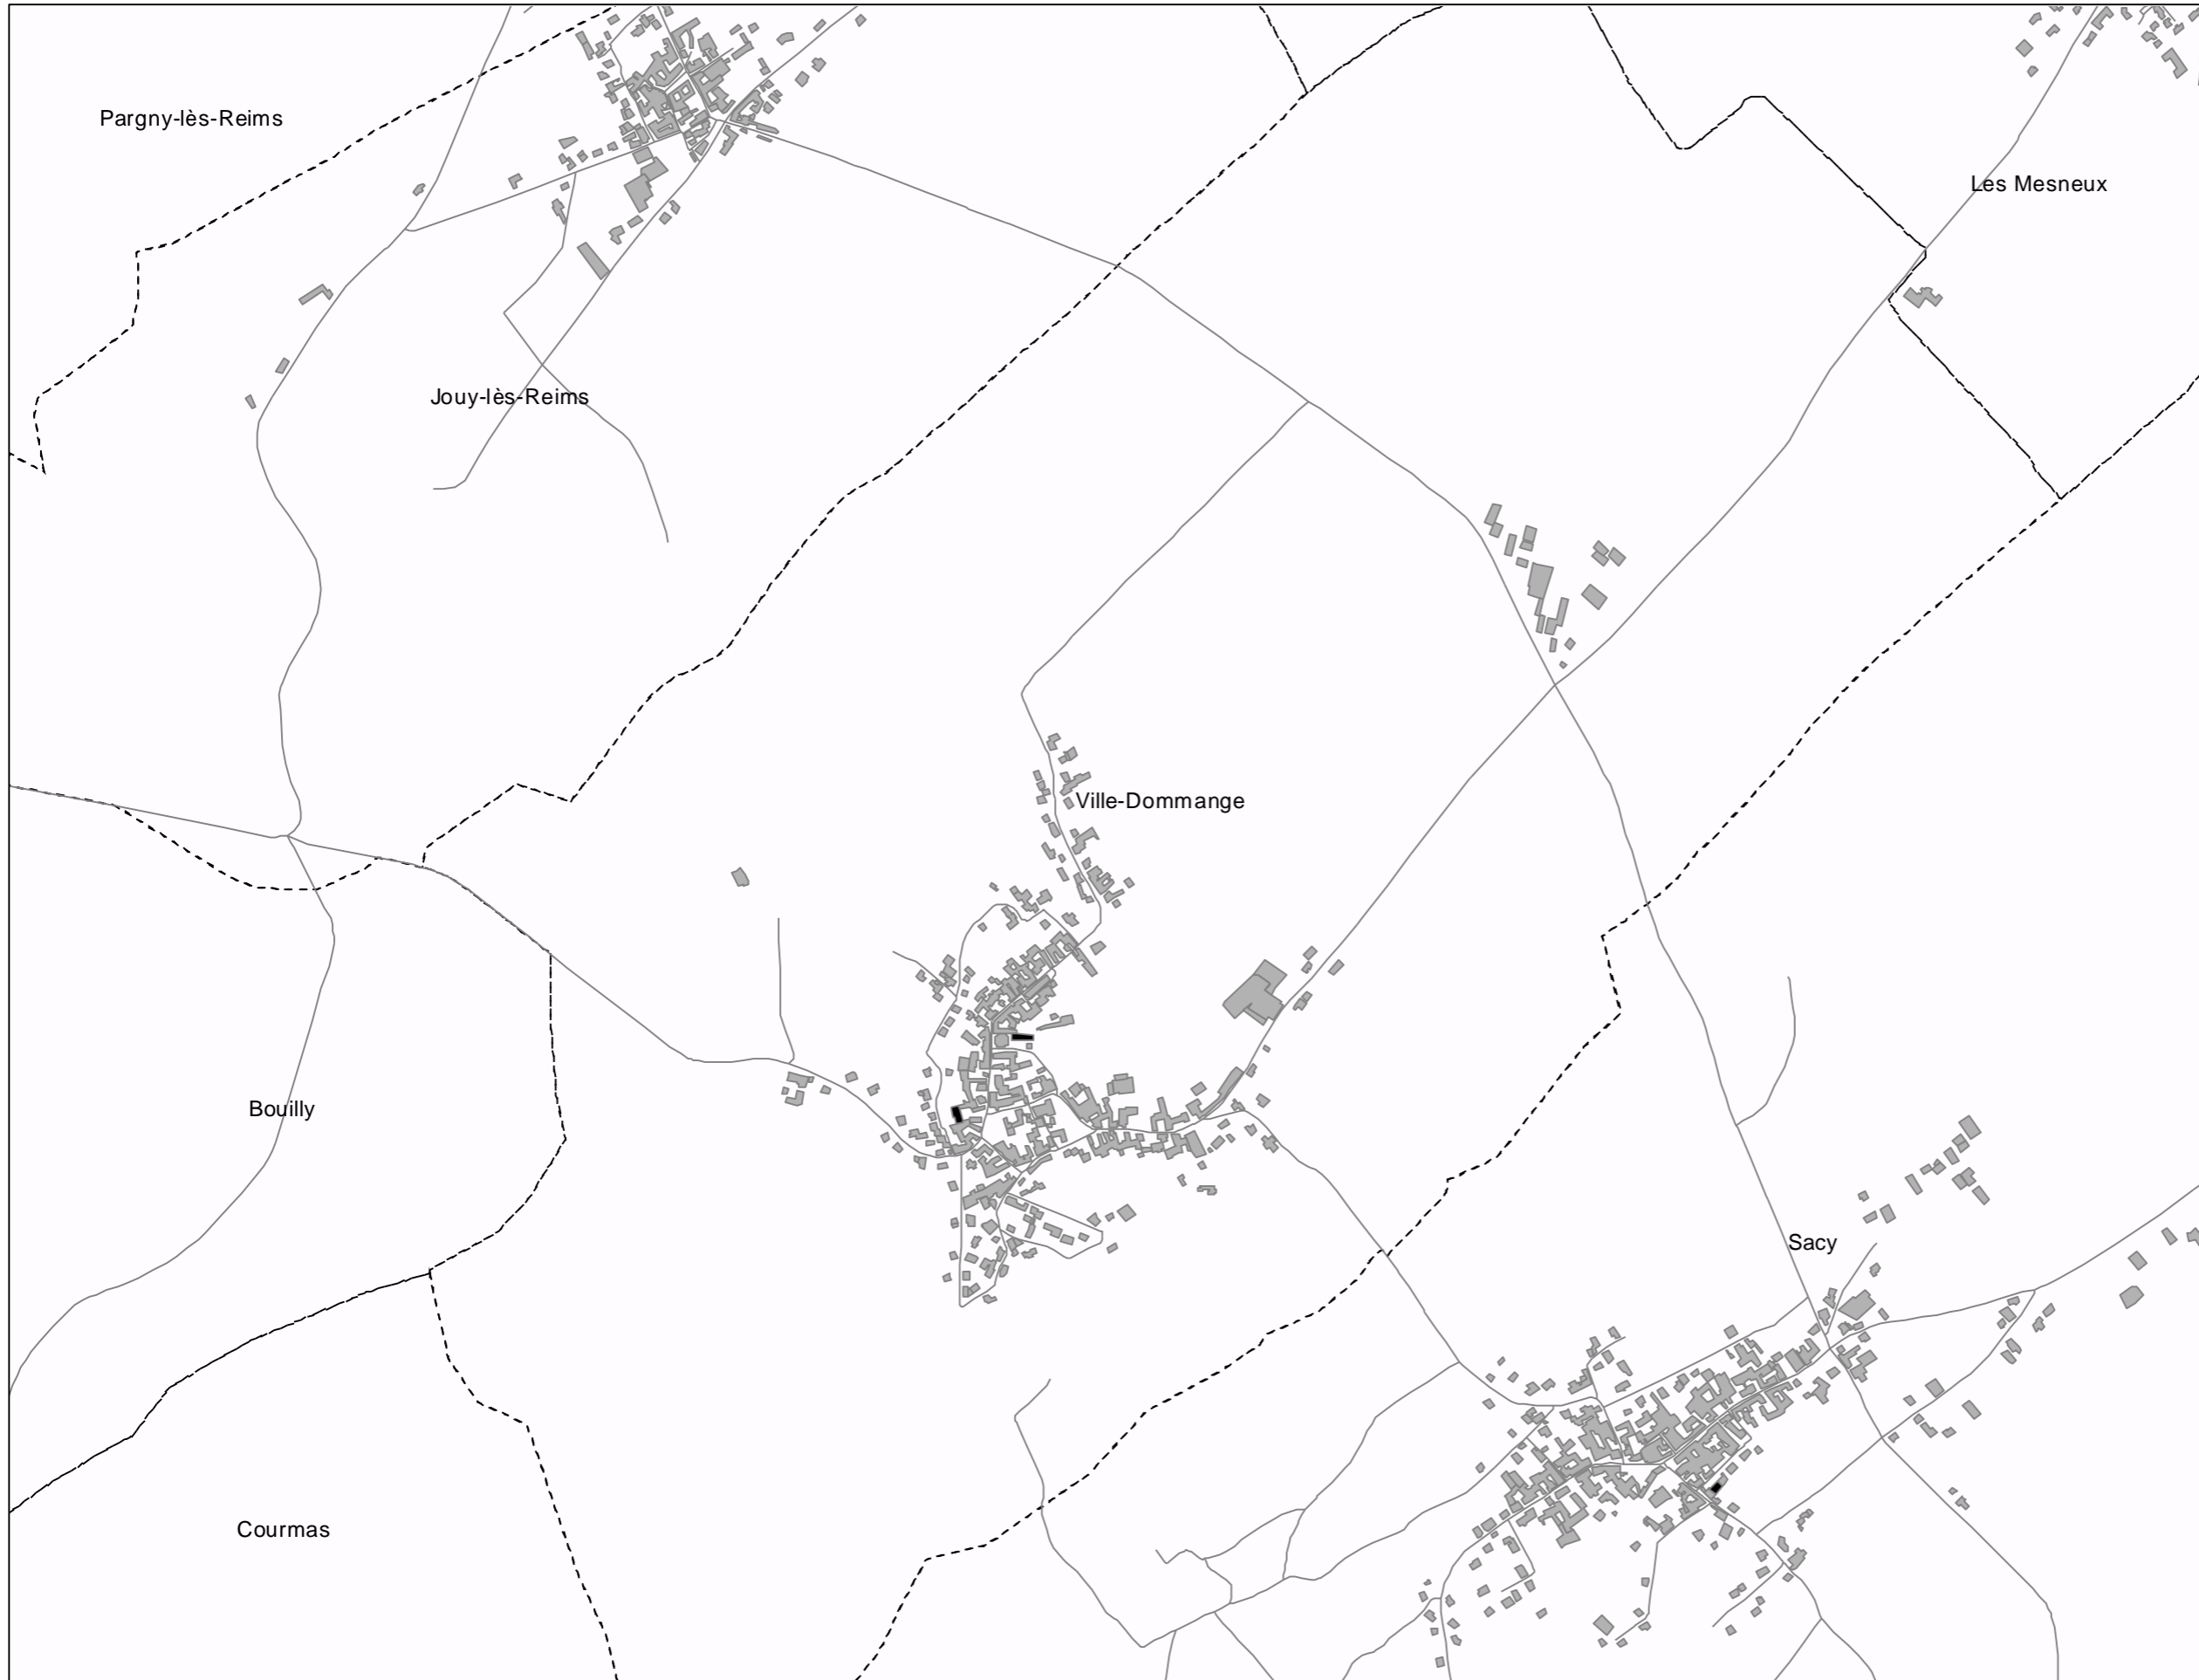 Pargny-lès-Reims
Les Mesneux
Jouy-lès-Reims
Ville-Dommange
Bouilly
Sacy
Courmas